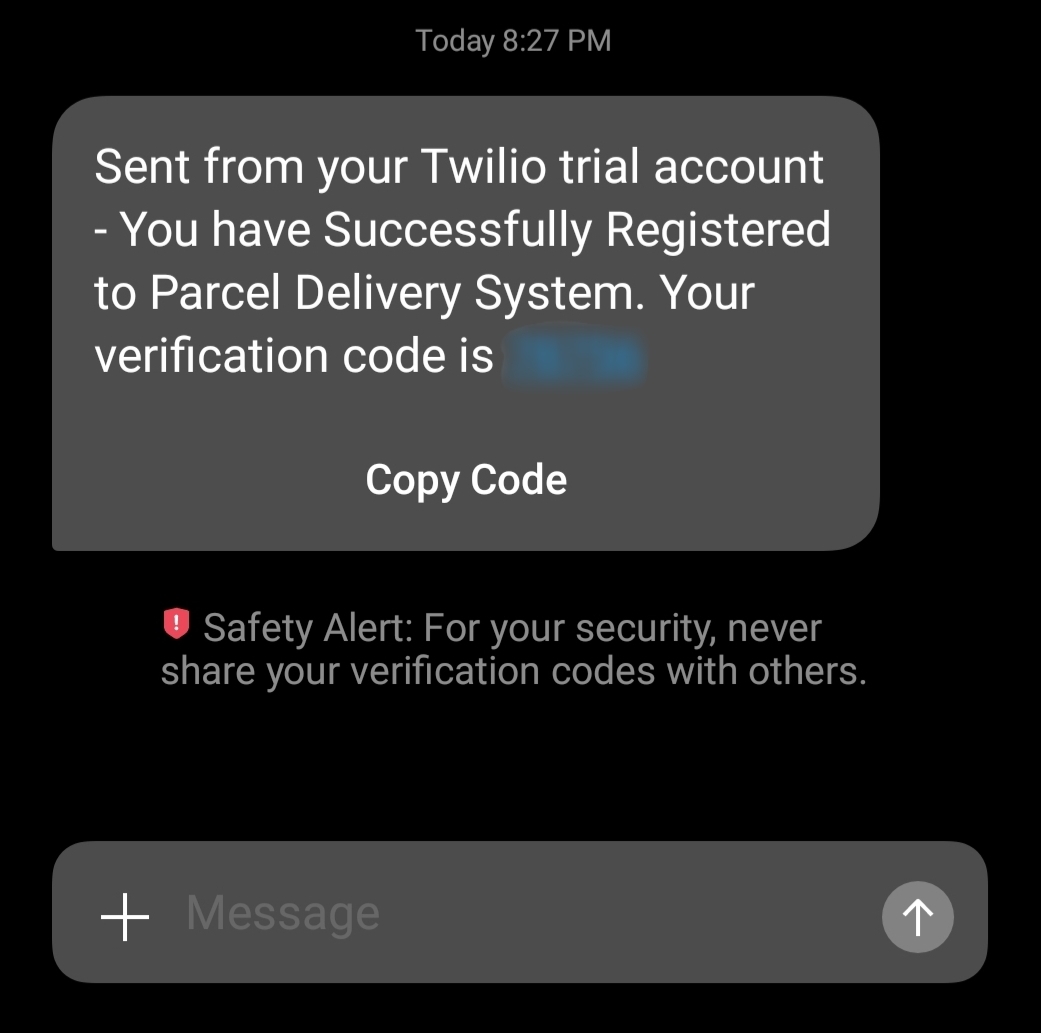 Today 8:27 PM
Sent from your Twilio trial account
- You have Successfully Registered
to Parcel Delivery System. Your
verification code is
Copy Code
Safety Alert: For your security, never
share your verification codes with others.
Message